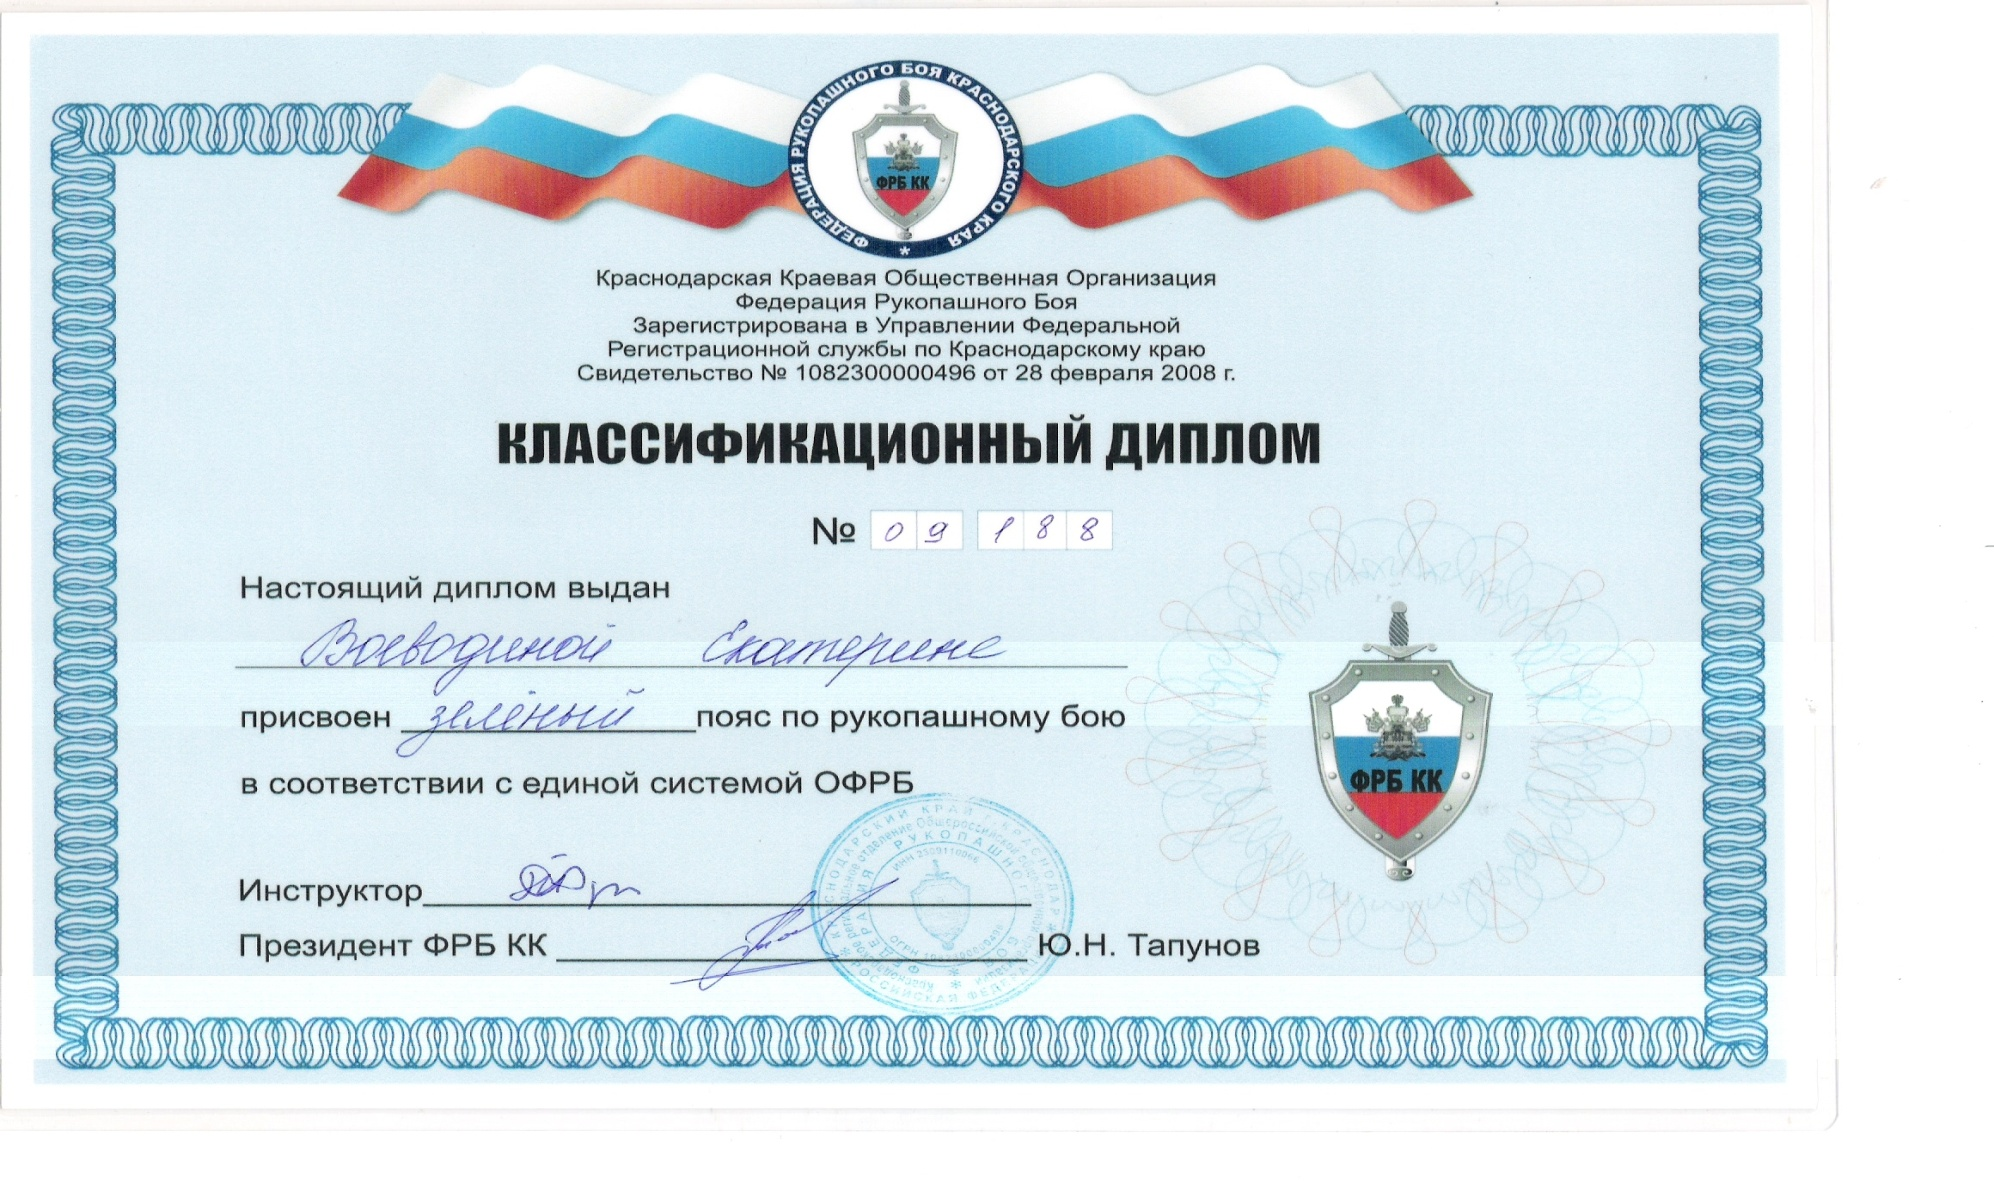 ФЕДЕРАЦИЯ РУКОПАШНОГО БОЯ КРАСНОДАРСКОГО КРАЯ
ФРБ КК
Краснодарская Краевая Общественная Организация
Федерация Рукопашного Боя
Зарегистрирована в Управлении Федеральной
Регистрационной службы по Краснодарскому краю
Свидетельство № 1082300000496 от 28 февраля 2008 г.
КЛАССИФИКАЦИОННЫЙ ДИПЛОМ
№ 09 188
Настоящий диплом выдан
Воеводиной Екатерине
присвоен зелёный пояс по рукопашному бою
ФРБ КК
в соответствии с единой системой ОФРБ
Инструктор
Президент ФРБ КК Ю.Н. Тапунов